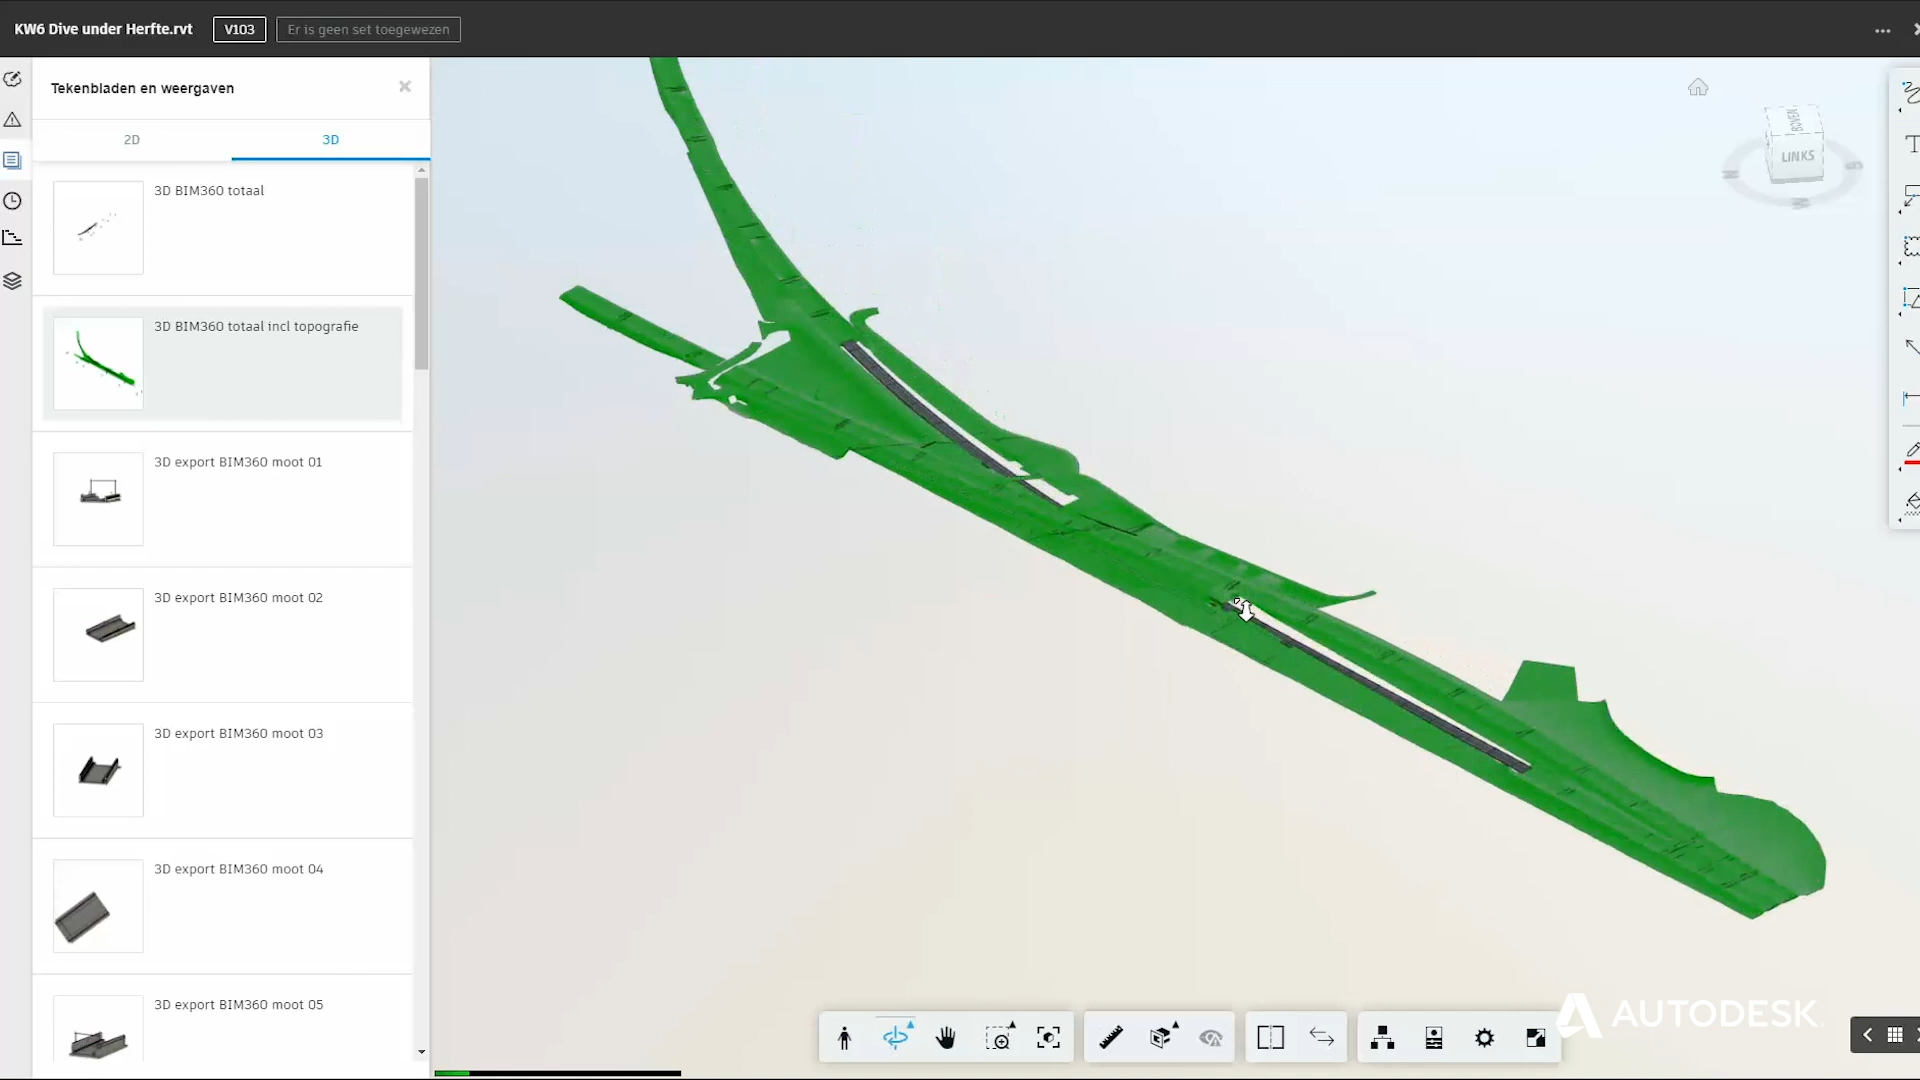 KW6 Dive under Herfte.rvt
V103
Er is geen set toegewezen
Tekenbladen en weergaven
2D
3D
3D BIM360 totaal
3D BIM360 totaal incl topografie
3D export BIM360 moot 01
3D export BIM360 moot 02
3D export BIM360 moot 03
3D export BIM360 moot 04
3D export BIM360 moot 05
BOVEN
LINKS
AUTODESK